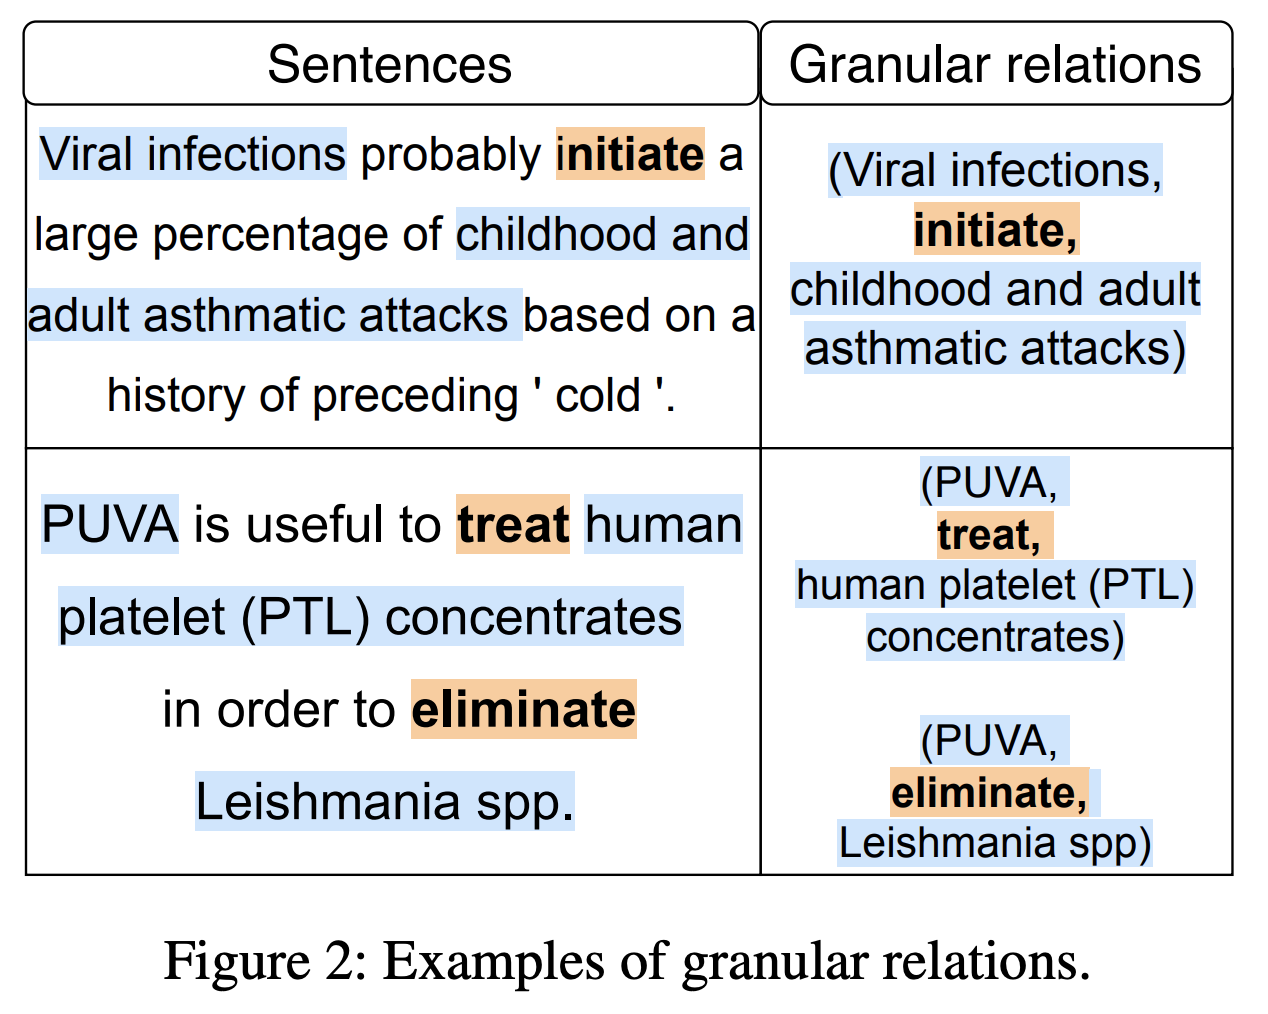 Sentences
Granular relations
Viral infections probably initiate a
large percentage of childhood and
adult asthmatic attacks based on a
history of preceding ' cold '.
(Viral infections,
initiate,
childhood and adult
asthmatic attacks)
PUVA is useful to treat human
platelet (PTL) concentrates
in order to eliminate
Leishmania spp.
(PUVA,
treat,
human platelet (PTL)
concentrates)
(PUVA,
eliminate,
Leishmania spp)
Figure 2: Examples of granular relations.